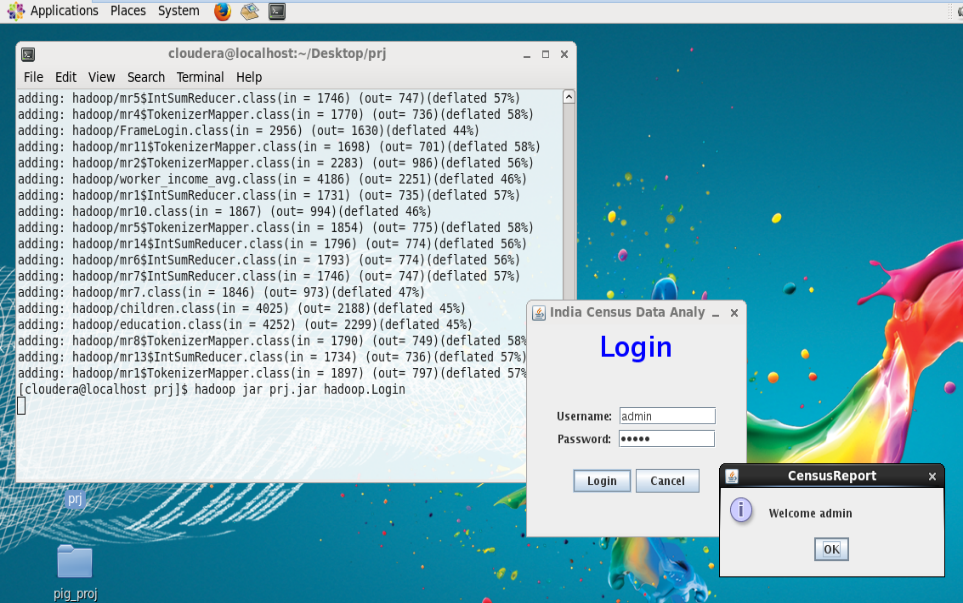 Applications Places System
cloudera@localhost:~/Desktop/prj
File Edit View Search Terminal Help
adding: hadoop/mr5$IntSumReducer.class(in = 1746) (out= 747)(deflated 57%)
adding: hadoop/mr4$TokenizerMapper.class(in = 1770) (out= 736)(deflated 58%)
adding: hadoop/FrameLogin.class(in = 2956) (out= 1630)(deflated 44%)
adding: hadoop/mr11$TokenizerMapper.class(in = 1698) (out= 701)(deflated 58%)
adding: hadoop/mr2$TokenizerMapper.class(in = 2283) (out= 986)(deflated 56%)
adding: hadoop/worker_income_avg.class(in = 4186) (out= 2251)(deflated 46%)
adding: hadoop/mr1$IntSumReducer.class(in = 1731) (out= 735)(deflated 57%)
adding: hadoop/mr10.class(in = 1867) (out= 994)(deflated 46%)
adding: hadoop/mr5$TokenizerMapper.class(in = 1854) (out= 775)(deflated 58%)
adding: hadoop/mr14$IntSumReducer.class(in = 1796) (out= 774)(deflated 56%)
adding: hadoop/mr6$IntSumReducer.class(in = 1793) (out= 774)(deflated 56%)
adding: hadoop/mr7$IntSumReducer.class(in = 1746) (out= 747)(deflated 57%)
adding: hadoop/mr7.class(in = 1846) (out= 973)(deflated 47%)
adding: hadoop/children.class(in = 4025) (out= 2188)(deflated 45%)
adding: hadoop/education.class(in = 4252) (out= 2299)(deflated 45%)
adding: hadoop/mr8$TokenizerMapper.class(in = 1790) (out= 749)(deflated 58%
adding: hadoop/mr13$IntSumReducer.class(in = 1734) (out= 736)(deflated 57%
adding: hadoop/mr1$TokenizerMapper.class(in = 1897) (out= 797)(deflated 57%
[cloudera@localhost prj]$ hadoop jar prj.jar hadoop.Login
India Census Data Analy
Login
Username: admin
Password:
Login Cancel
CensusReport
Welcome admin
OK
prj
pig_proj